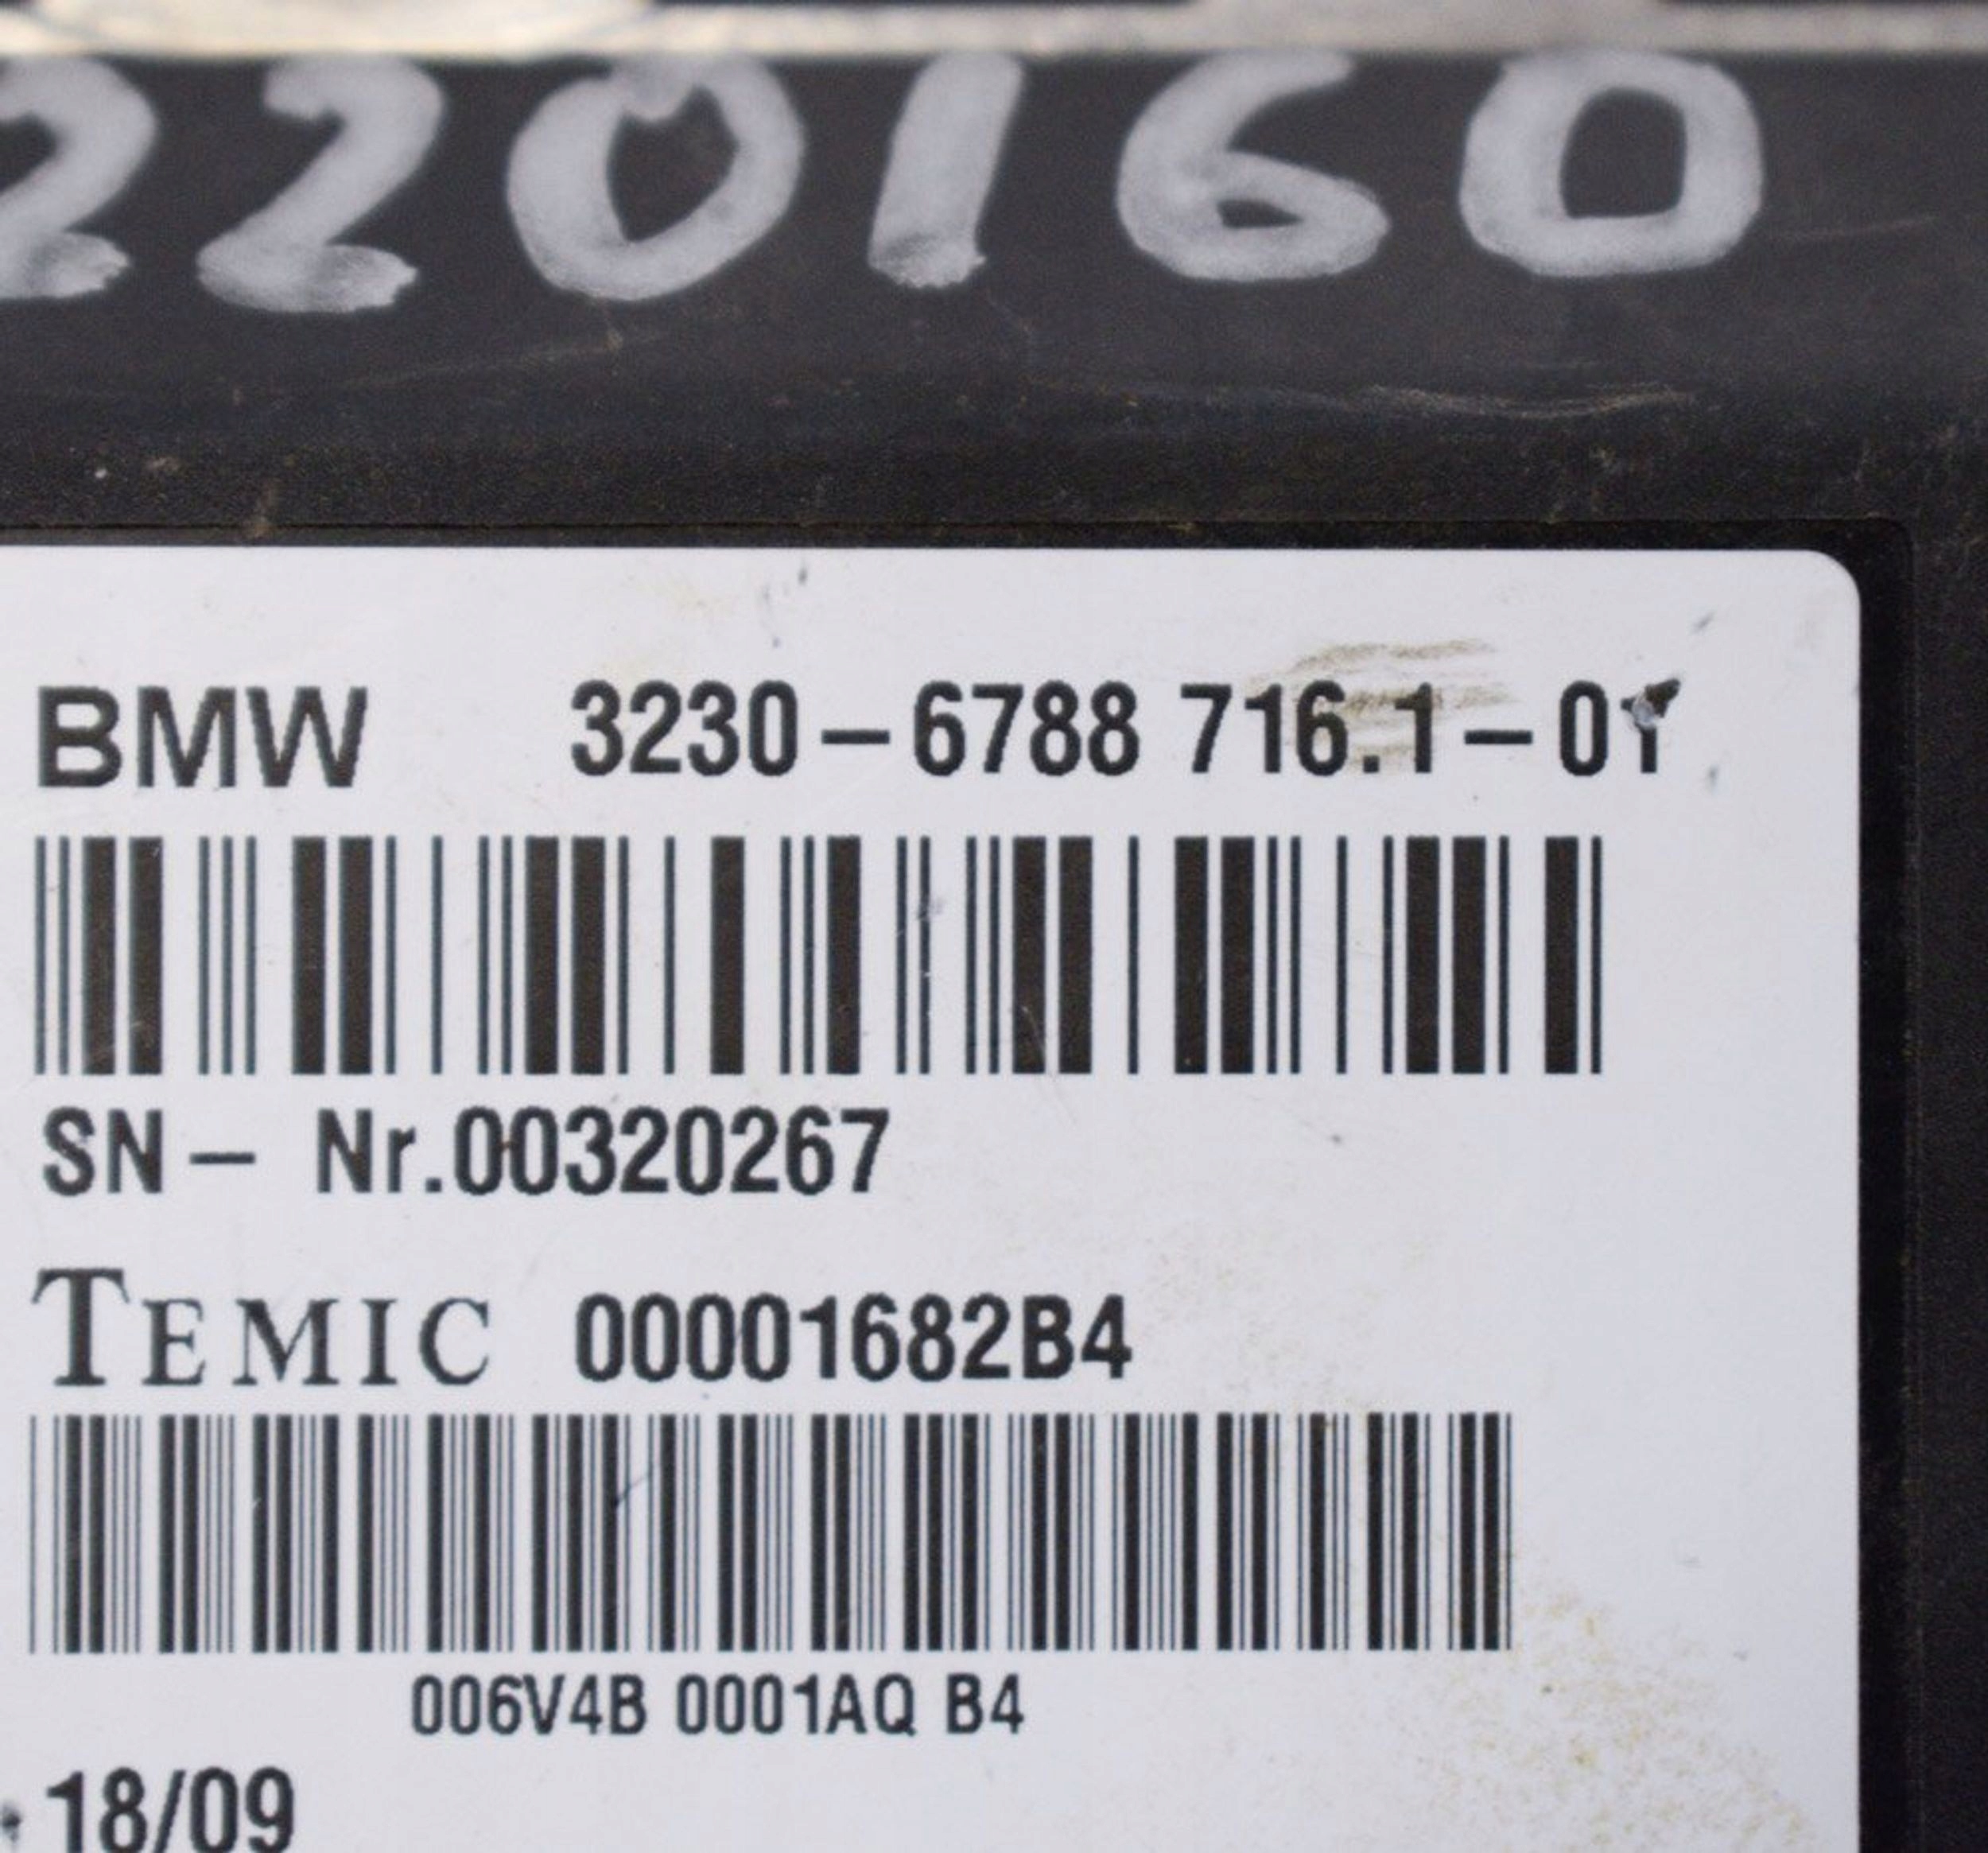 220160
BMW 3230-6788 716.1-01
SN- Nr.00320267
TEMIC 00001682B4
006V4B 0001AQ B4
18/09